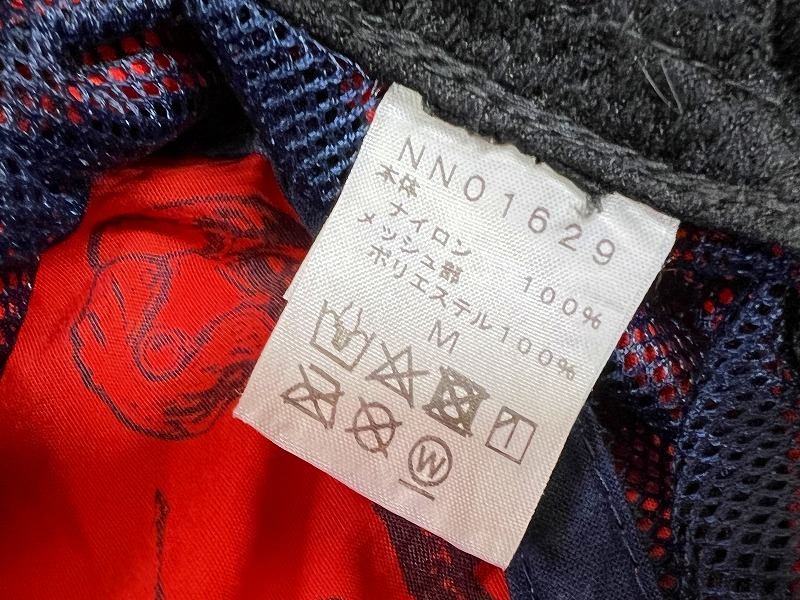 NN01629
本体
ナイロン 100%
メッシュ部
ポリエステル100%
M
W